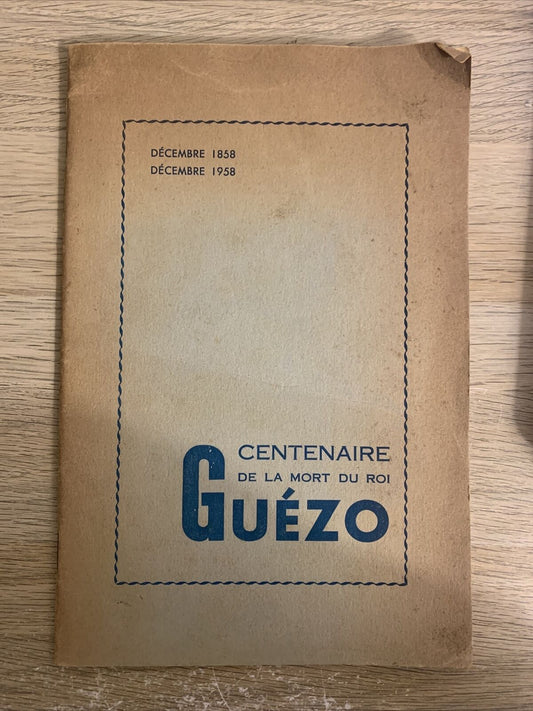 DÉCEMBRE 1858
DÉCEMBRE 1958
CENTENAIRE
DE LA MORT DU ROI
GUÉZO